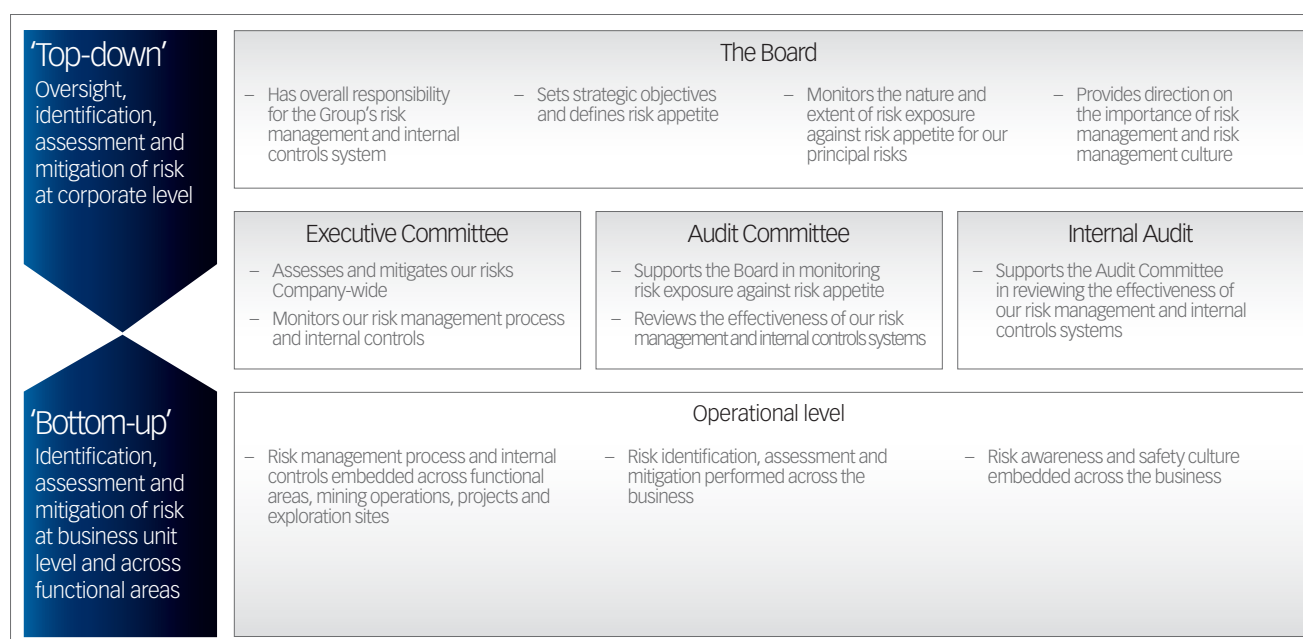 'Top-down'
Oversight,
identification,
assessment and
mitigation of risk
at corporate level
The Board
– Has overall responsibility
for the Group's risk
management and internal
controls system
– Sets strategic objectives
and defines risk appetite
– Monitors the nature and
extent of risk exposure
against risk appetite for our
principal risks
– Provides direction on
the importance of risk
management and risk
management culture
Executive Committee
– Assesses and mitigates our risks
Company-wide
– Monitors our risk management process
and internal controls
Audit Committee
– Supports the Board in monitoring
risk exposure against risk appetite
– Reviews the effectiveness of our risk
management and internal controls systems
Internal Audit
– Supports the Audit Committee
in reviewing the effectiveness of
our risk management and internal
controls systems
'Bottom-up'
Identification,
assessment and
mitigation of risk
at business unit
level and across
functional areas
Operational level
– Risk management process and internal
controls embedded across functional
areas, mining operations, projects and
exploration sites
– Risk identification, assessment and
mitigation performed across the
business
– Risk awareness and safety culture
embedded across the business